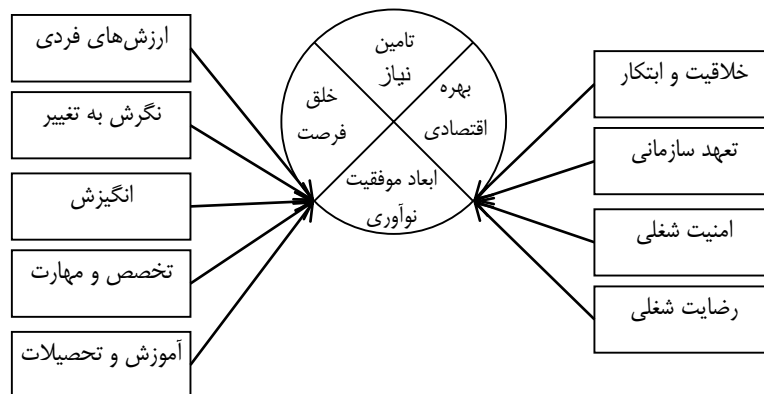 ارزش‌های فردی
نگرش به تغییر
انگیزش
تخصص و مهارت
آموزش و تحصیلات
تامین
نیاز
خلق
فرصت
بهره
اقتصادی
ابعاد موفقیت
نوآوری
خلاقیت و ابتکار
تعهد سازمانی
امنیت شغلی
رضایت شغلی